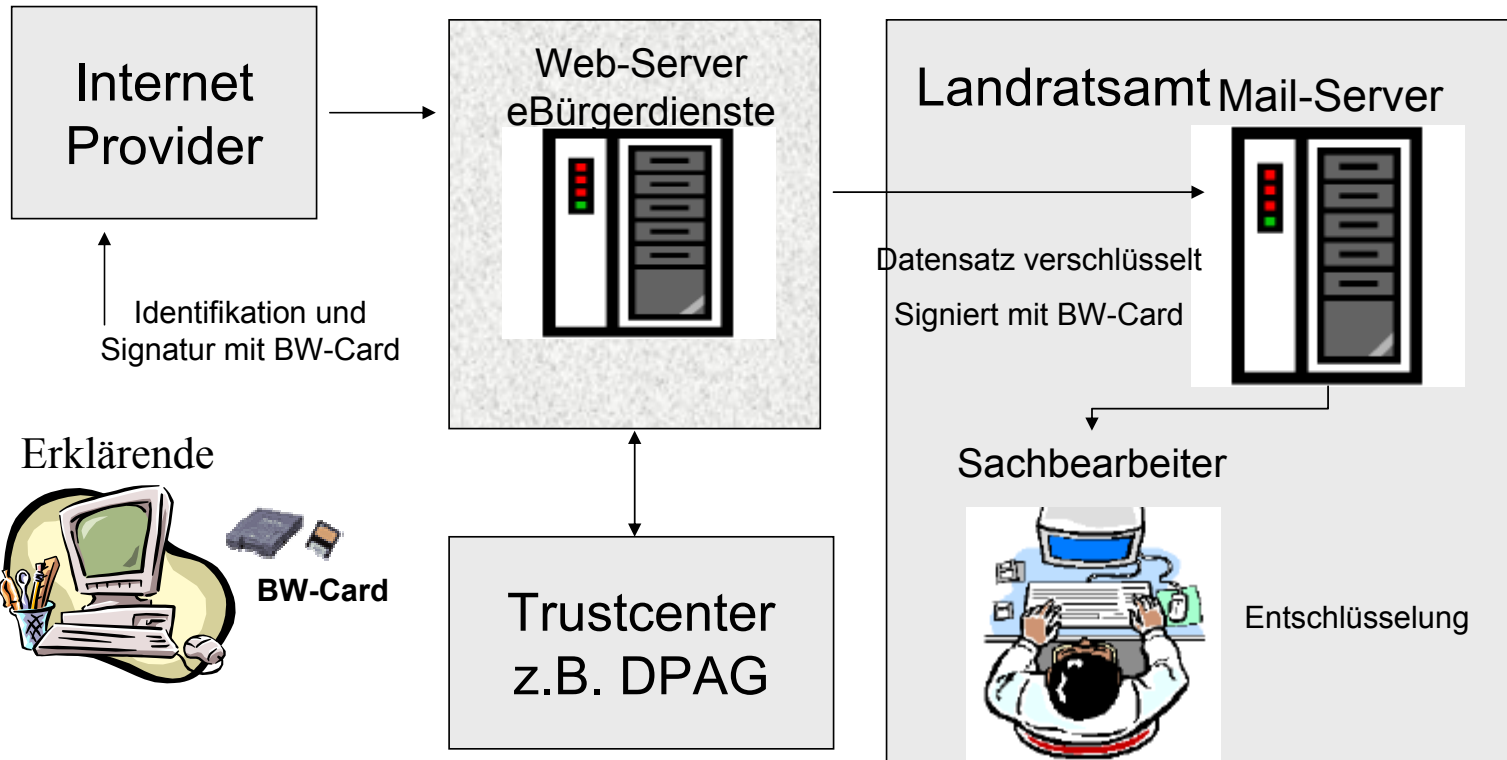 Internet
Provider
Web-Server
eBürgerdienste
Landratsamt
Mail-Server
Identifikation und
Signatur mit BW-Card
Datensatz verschlüsselt
Signiert mit BW-Card
Erklärende
BW-Card
Trustcenter
z.B. DPAG
Sachbearbeiter
Entschlüsselung